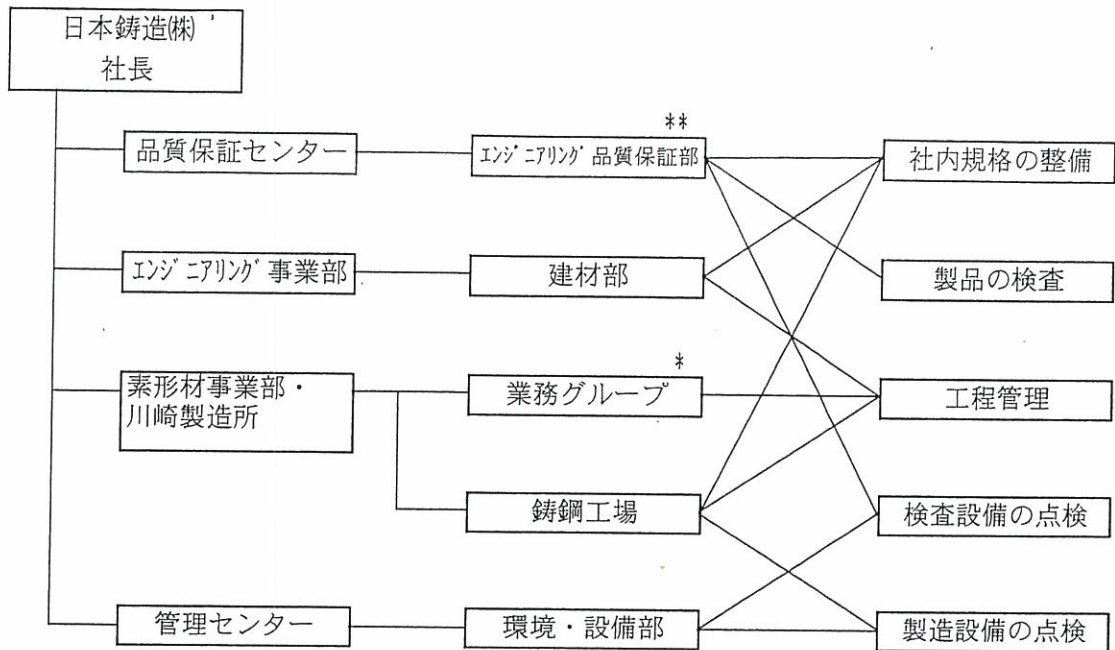 日本鋳造㈱
社長
**
品質保証センター
エンジニアリング品質保証部
社内規格の整備
エンジニアリング事業部
建材部
製品の検査
*
素形材事業部・
川崎製造所
業務グループ
工程管理
鋳鋼工場
検査設備の点検
管理センター
環境・設備部
製造設備の点検